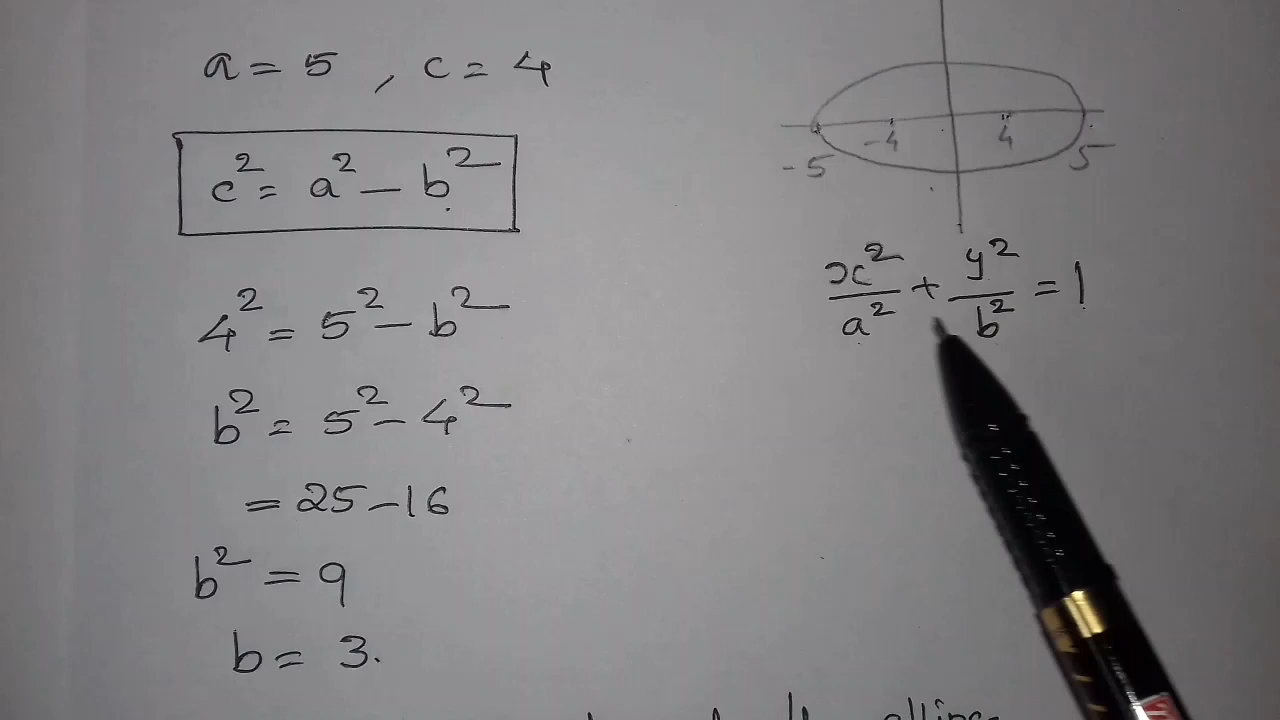 a = 5 , c = 4
c² = a² − b²
4² = 5² − b²
b² = 5² − 4²
= 25 − 16
b² = 9
b = 3.
-4 4
-5 5
x²/a² + y²/b² = 1